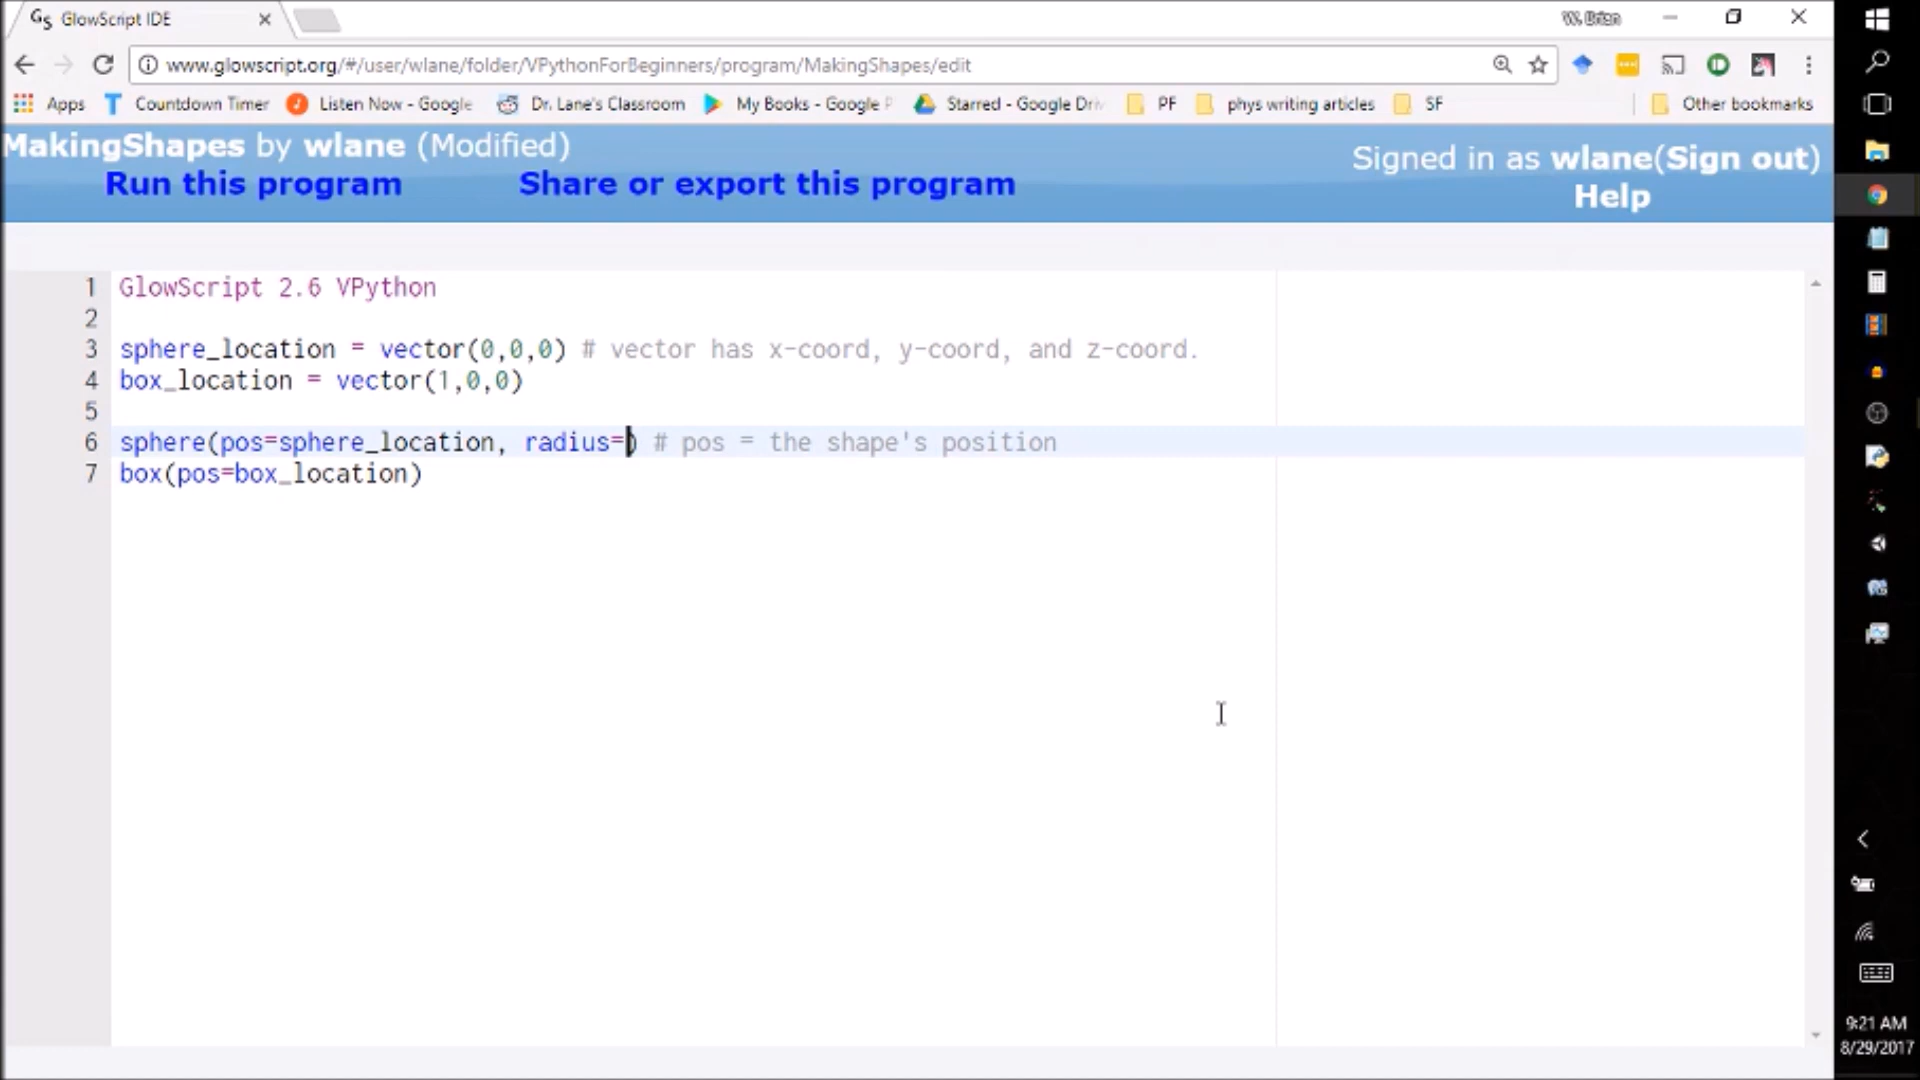 GlowScript IDE
W. Brian
www.glowscript.org/#/user/wlane/folder/VPythonForBeginners/program/MakingShapes/edit
Apps Countdown Timer Listen Now - Google Dr. Lane's Classroom My Books - Google P Starred - Google Driv PF phys writing articles SF Other bookmarks
MakingShapes by wlane (Modified)
Signed in as wlane(Sign out)
Run this program Share or export this program
Help
1 GlowScript 2.6 VPython
2
3 sphere_location = vector(0,0,0) # vector has x-coord, y-coord, and z-coord.
4 box_location = vector(1,0,0)
5
6 sphere(pos=sphere_location, radius=) # pos = the shape's position
7 box(pos=box_location)
9:21 AM
8/29/2017